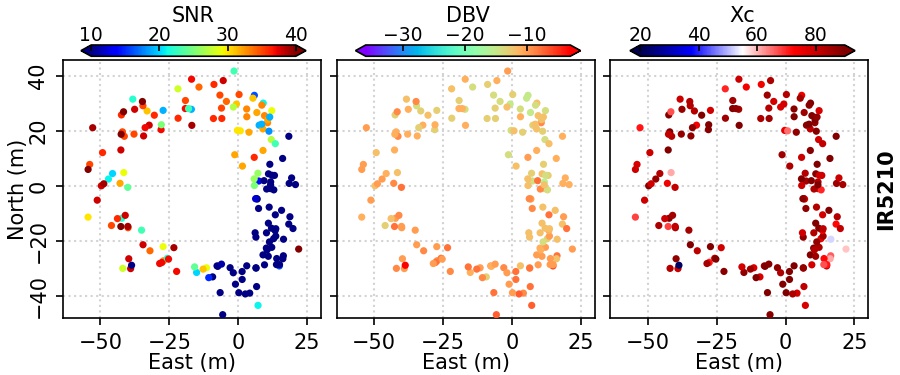 SNR DBV Xc
10 20 30 40 −30 −20 −10 20 40 60 80
40
20
0
−20
−40
North (m)
−50 −25 0 25 −50 −25 0 25 −50 −25 0 25
East (m) East (m) East (m)
IR5210